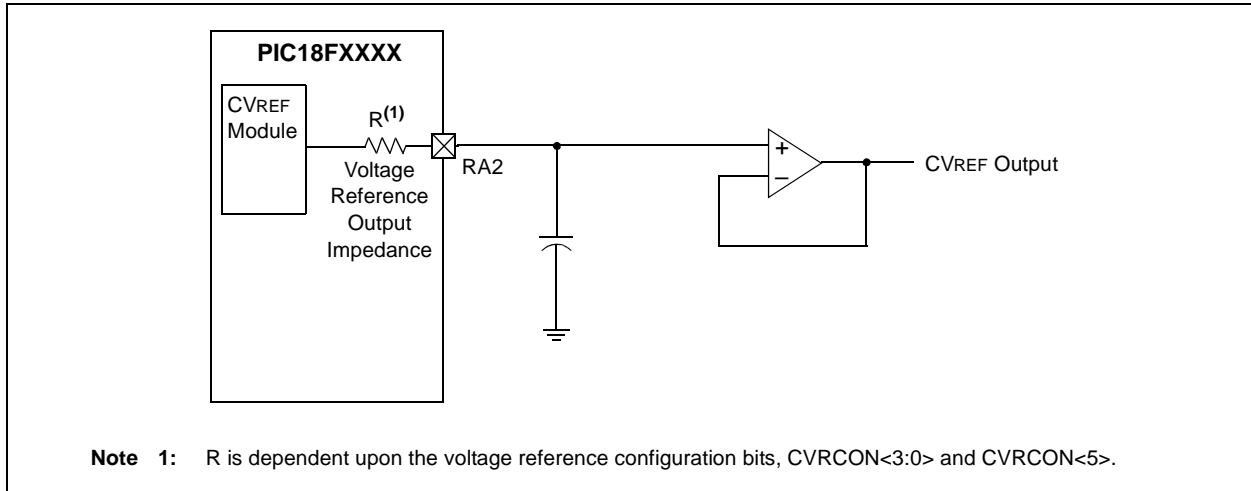 PIC18FXXXX
CVREF
Module
R(1)
Voltage
Reference
Output
Impedance
RA2
+
–
CVREF Output
Note 1: R is dependent upon the voltage reference configuration bits, CVRCON<3:0> and CVRCON<5>.